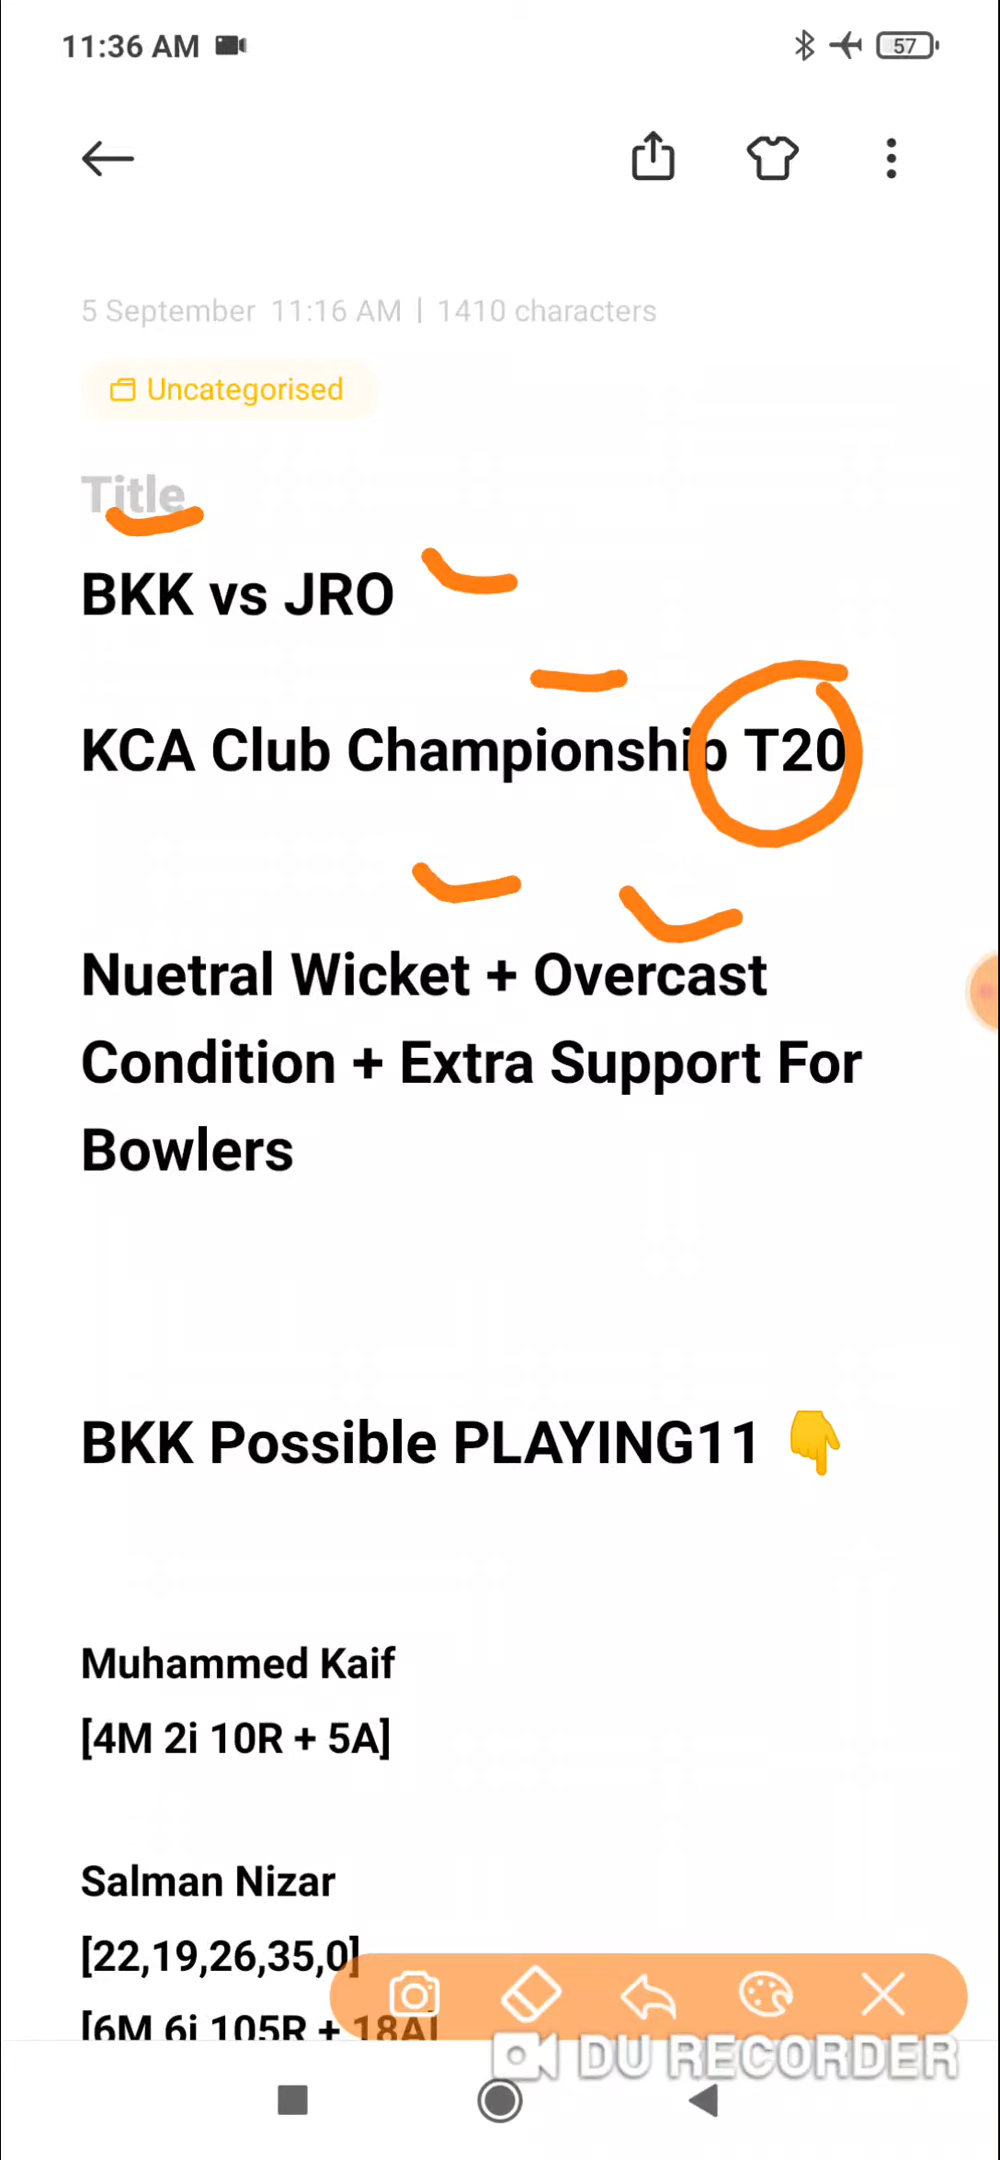 11:36 AM
57
5 September 11:16 AM | 1410 characters
Uncategorised
Title
BKK vs JRO
KCA Club Championship T20
Nuetral Wicket + Overcast
Condition + Extra Support For
Bowlers
BKK Possible PLAYING11 👇
Muhammed Kaif
[4M 2i 10R + 5A]
Salman Nizar
[22,19,26,35,0]
[6M 6i 105R + 18A]
DU RECORDER